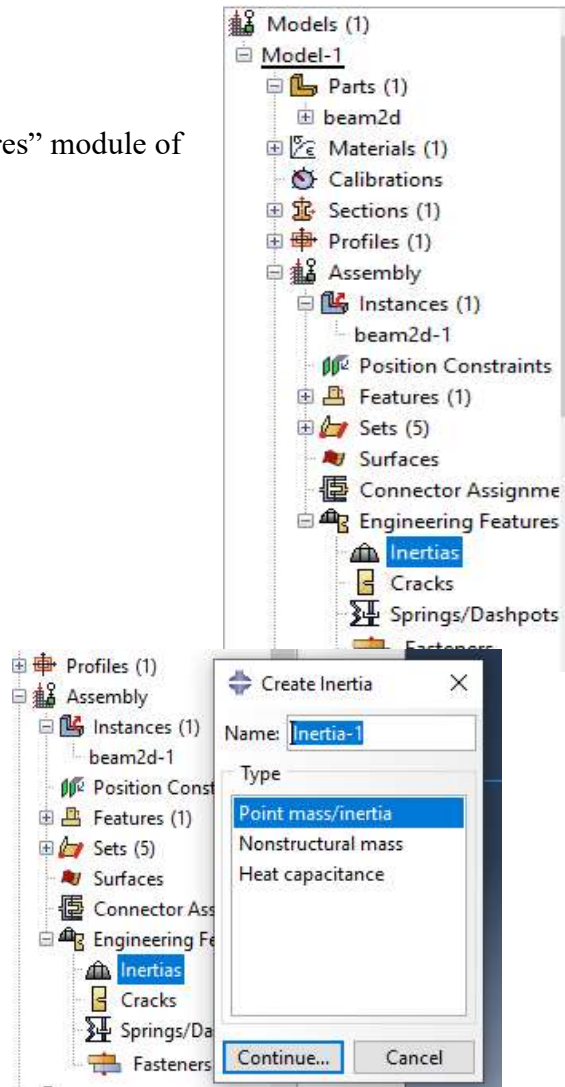 Models (1)
Model-1
Parts (1)
beam2d
res” module of
Materials (1)
Calibrations
Sections (1)
Profiles (1)
Assembly
Instances (1)
beam2d-1
Position Constraints
Features (1)
Sets (5)
Surfaces
Connector Assignme
Engineering Features
Inertias
Cracks
Springs/Dashpots
Fasteners
Profiles (1)
Assembly
Instances (1)
beam2d-1
Position Const
Features (1)
Sets (5)
Surfaces
Connector Ass
Engineering Fe
Inertias
Cracks
Springs/Da
Fasteners
Create Inertia
Name: Inertia-1
Type
Point mass/inertia
Nonstructural mass
Heat capacitance
Continue... Cancel